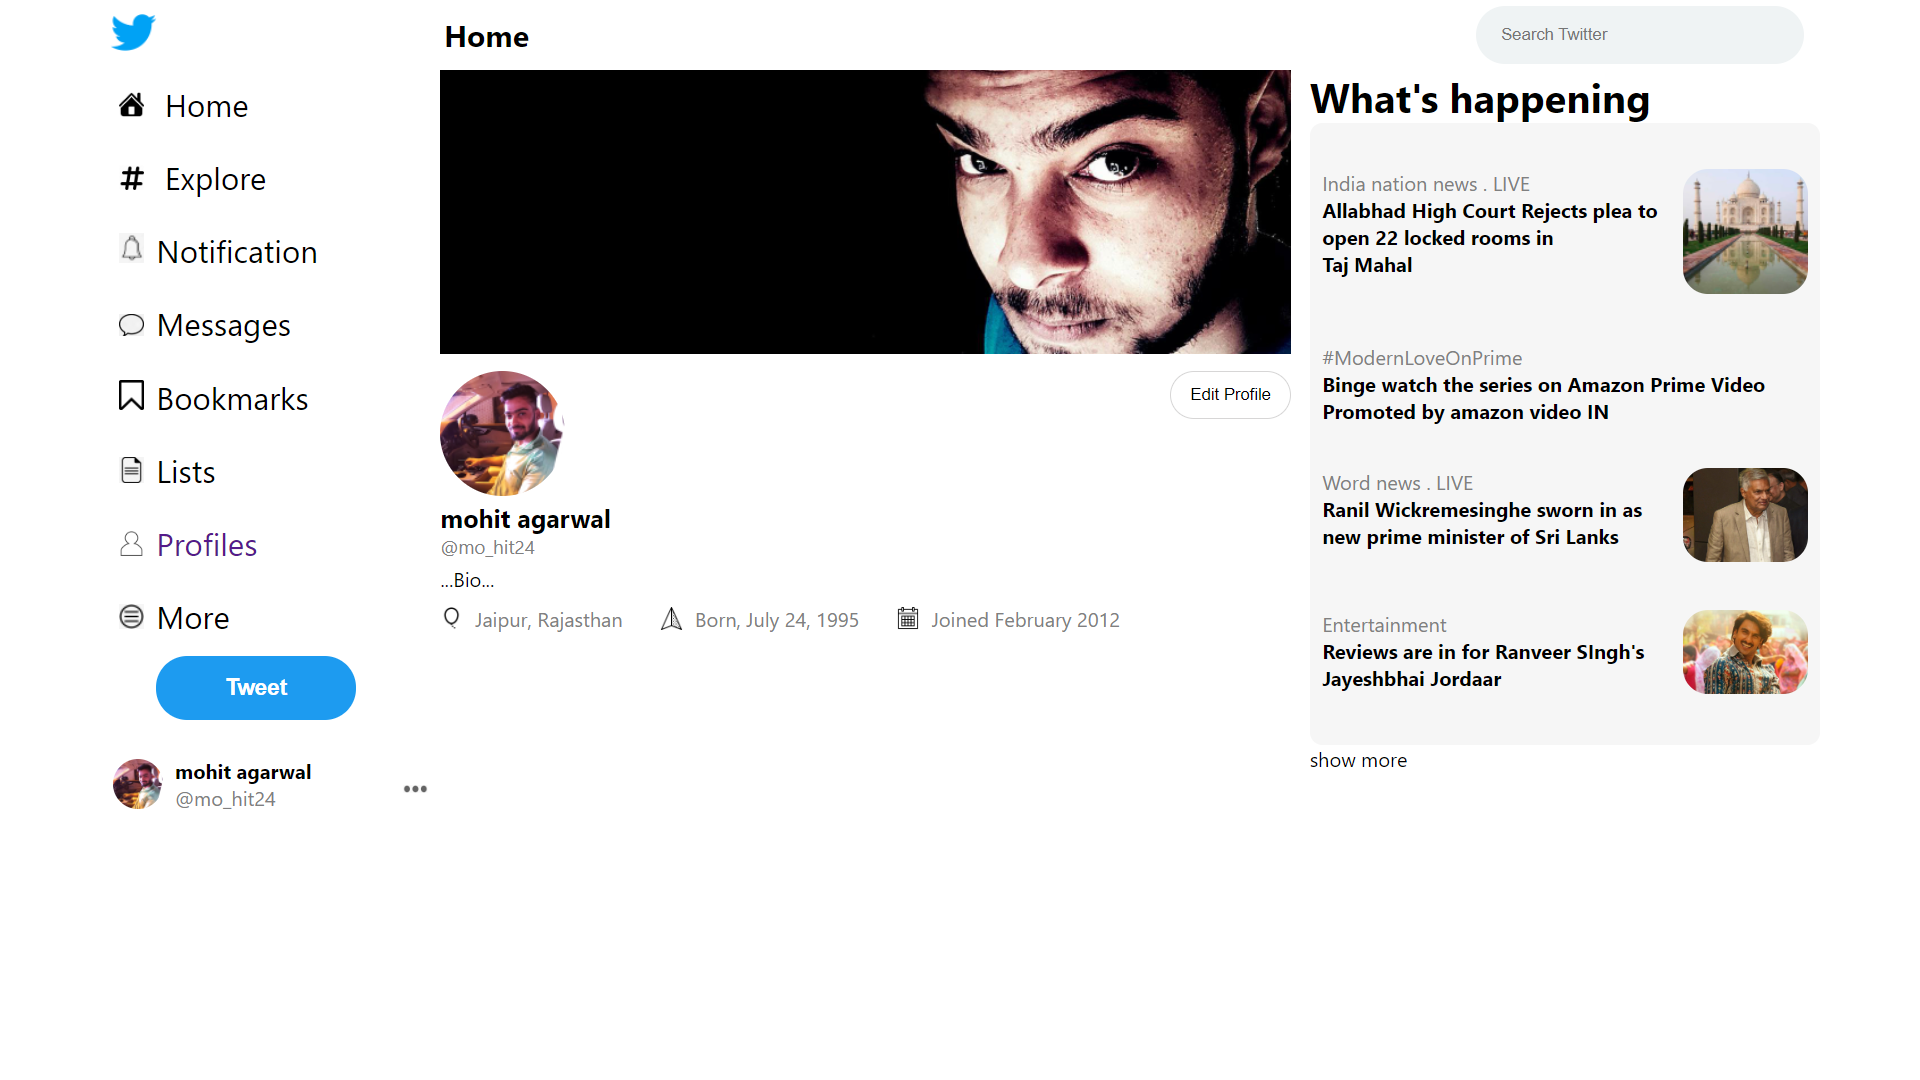 Home
Explore
Notification
Messages
Bookmarks
Lists
Profiles
More
Tweet
mohit agarwal
@mo_hit24
Home
Edit Profile
mohit agarwal
@mo_hit24
...Bio...
Jaipur, Rajasthan
Born, July 24, 1995
Joined February 2012
Search Twitter
What's happening
India nation news . LIVE
Allabhad High Court Rejects plea to
open 22 locked rooms in
Taj Mahal
#ModernLoveOnPrime
Binge watch the series on Amazon Prime Video
Promoted by amazon video IN
Word news . LIVE
Ranil Wickremesinghe sworn in as
new prime minister of Sri Lanks
Entertainment
Reviews are in for Ranveer SIngh's
Jayeshbhai Jordaar
show more